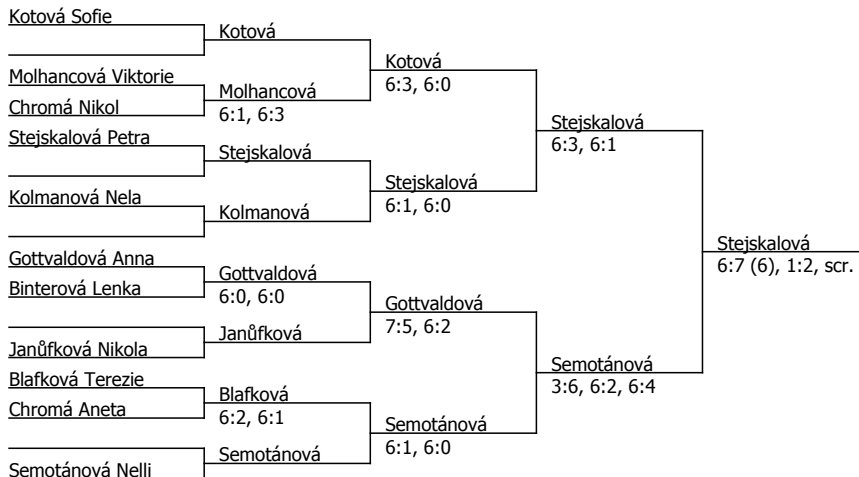 Kotová Sofie
Kotová
Kotová
6:3, 6:0
Molhancová Viktorie
Molhancová
6:1, 6:3
Chromá Nikol
Stejskalová
6:3, 6:1
Stejskalová Petra
Stejskalová
Stejskalová
6:1, 6:0
Kolmanová Nela
Kolmanová
Stejskalová
6:7 (6), 1:2, scr.
Gottvaldová Anna
Gottvaldová
6:0, 6:0
Binterová Lenka
Gottvaldová
7:5, 6:2
Janůfková
Janůfková Nikola
Semotánová
3:6, 6:2, 6:4
Blafková Terezie
Blafková
6:2, 6:1
Chromá Aneta
Semotánová
6:1, 6:0
Semotánová
Semotánová Nelli